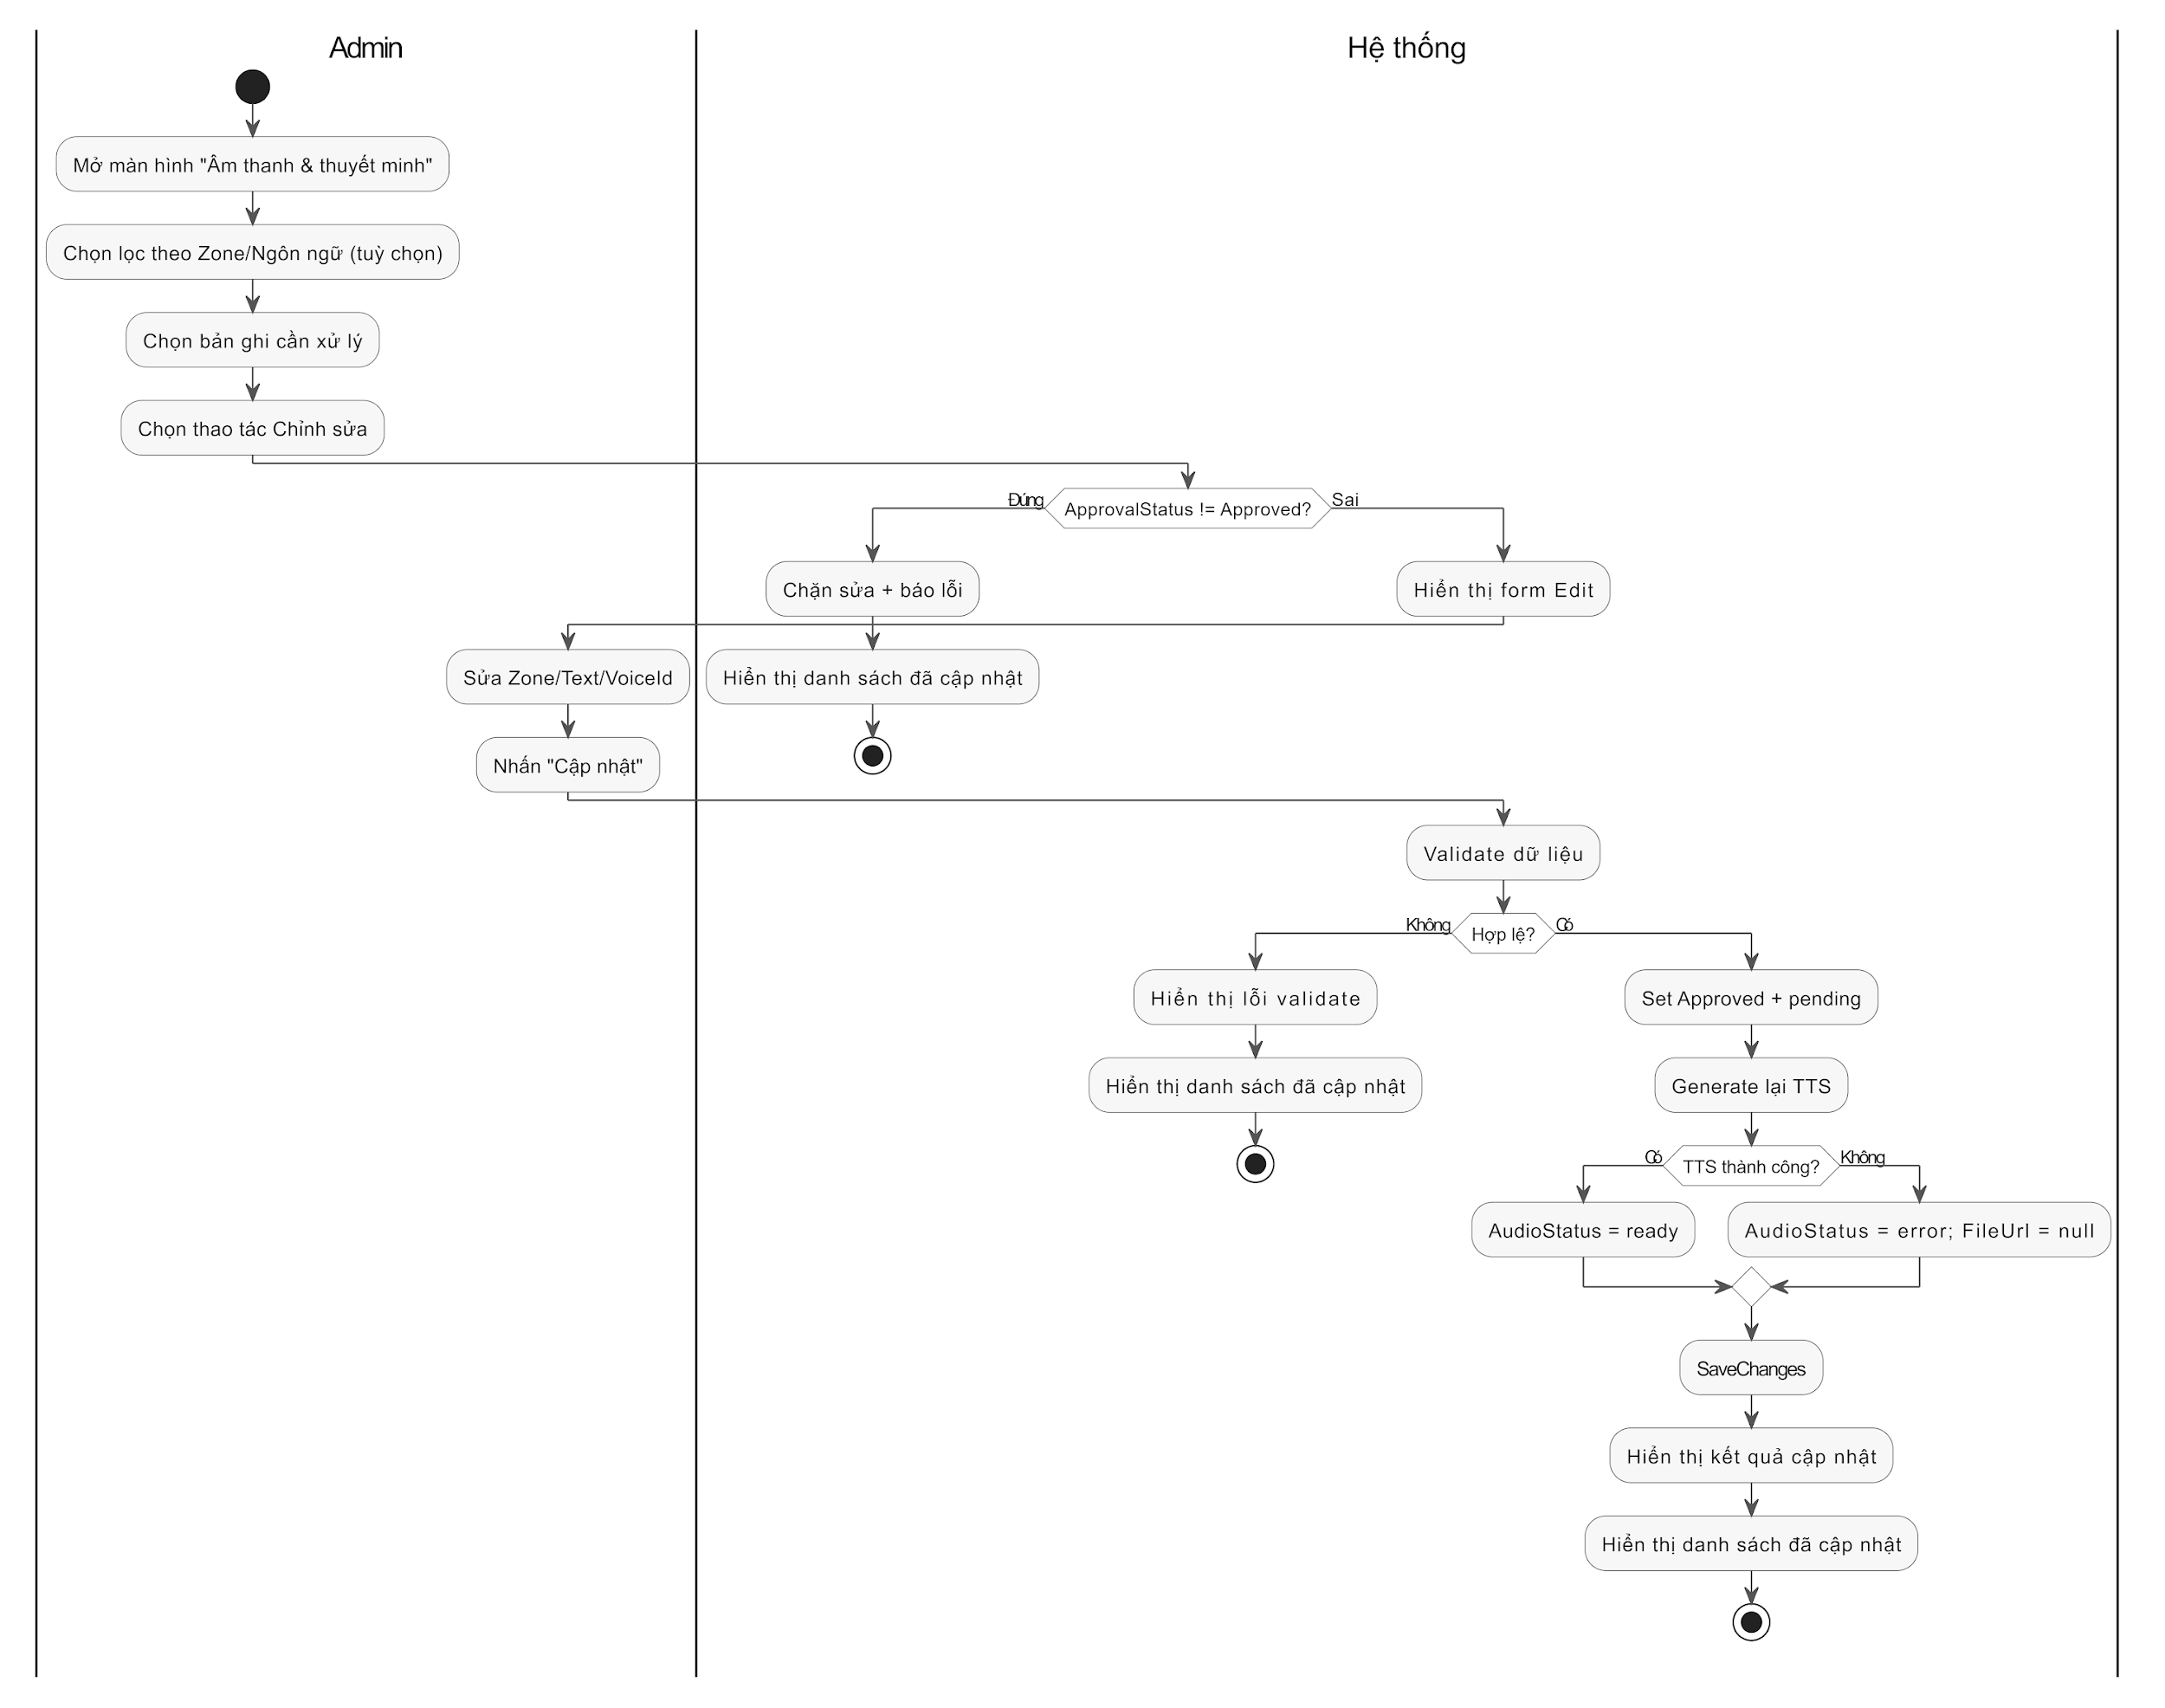 Admin
Hệ thống
Mở màn hình "Âm thanh & thuyết minh"
Chọn lọc theo Zone/Ngôn ngữ (tuỳ chọn)
Chọn bản ghi cần xử lý
Chọn thao tác Chỉnh sửa
Đúng
ApprovalStatus != Approved?
Sai
Chặn sửa + báo lỗi
Hiển thị form Edit
Sửa Zone/Text/VoiceId
Hiển thị danh sách đã cập nhật
Nhấn "Cập nhật"
Validate dữ liệu
Không
Hợp lệ?
Có
Hiển thị lỗi validate
Set Approved + pending
Hiển thị danh sách đã cập nhật
Generate lại TTS
Có
TTS thành công?
Không
AudioStatus = ready
AudioStatus = error; FileUrl = null
SaveChanges
Hiển thị kết quả cập nhật
Hiển thị danh sách đã cập nhật